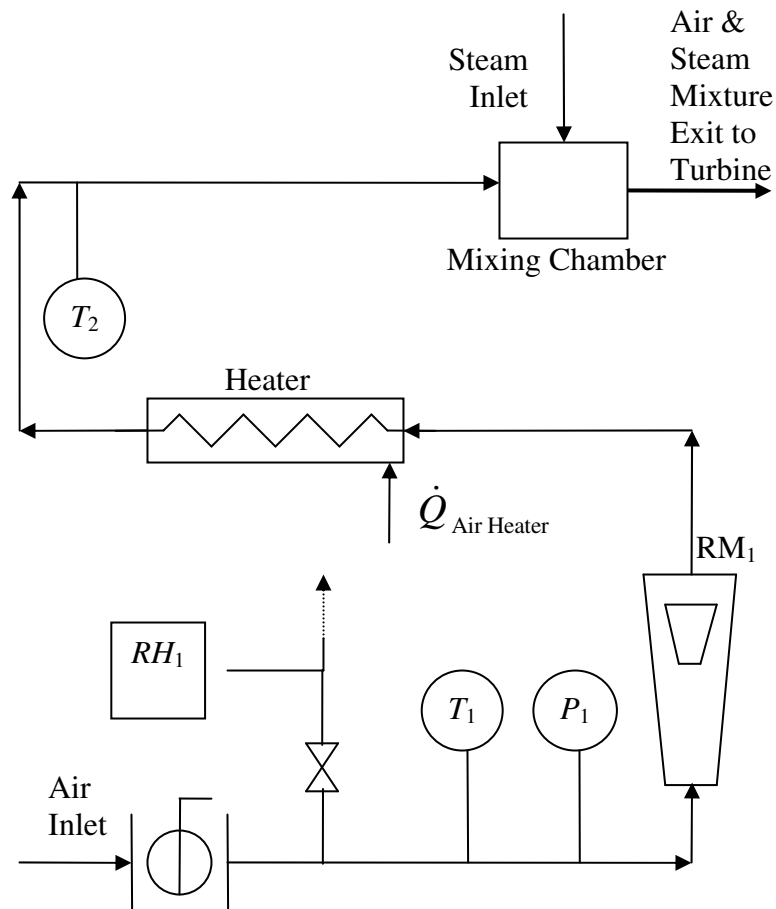 Steam
Inlet
Air &
Steam
Mixture
Exit to
Turbine
Mixing Chamber
T₂
Heater
Q̇ Air Heater
RM₁
RH₁
T₁
P₁
Air
Inlet